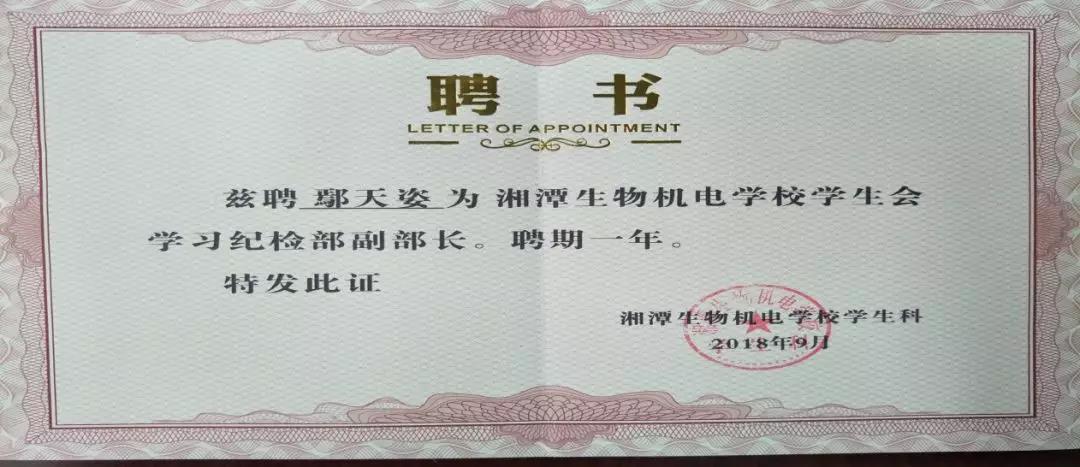 聘 书
LETTER OF APPOINTMENT
兹聘 鄢天姿 为 湘潭生物机电学校学生会
学习纪检部副部长。聘期一年。
特发此证
湘潭生物机电学校学生科
2018年9月